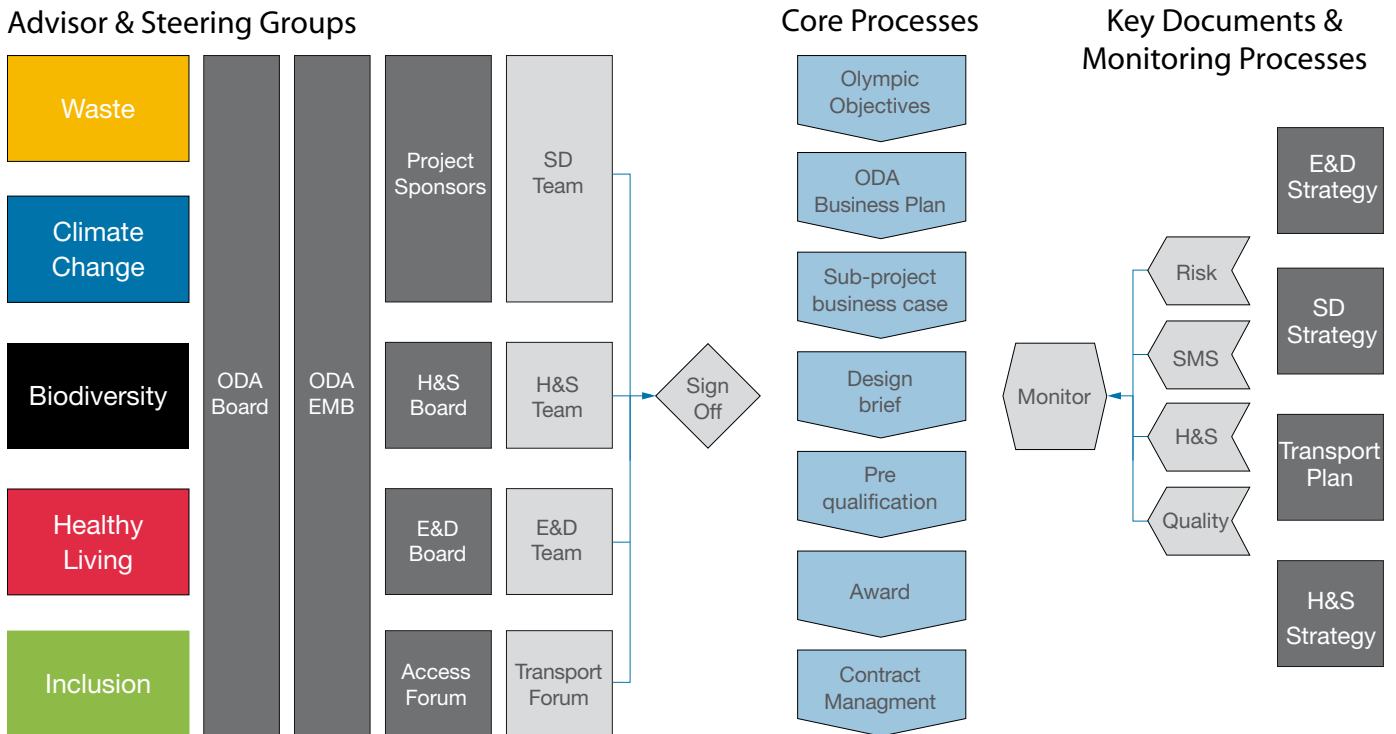 Advisor & Steering Groups
Waste
Climate
Change
Biodiversity
Healthy
Living
Inclusion
ODA
Board
ODA
EMB
Project
Sponsors
H&S
Board
E&D
Board
Access
Forum
SD
Team
H&S
Team
E&D
Team
Transport
Forum
Sign
Off
Core Processes
Olympic
Objectives
ODA
Business Plan
Sub-project
business case
Design
brief
Pre
qualification
Award
Contract
Managment
Key Documents &
Monitoring Processes
Monitor
Risk
SMS
H&S
Quality
E&D
Strategy
SD
Strategy
Transport
Plan
H&S
Strategy